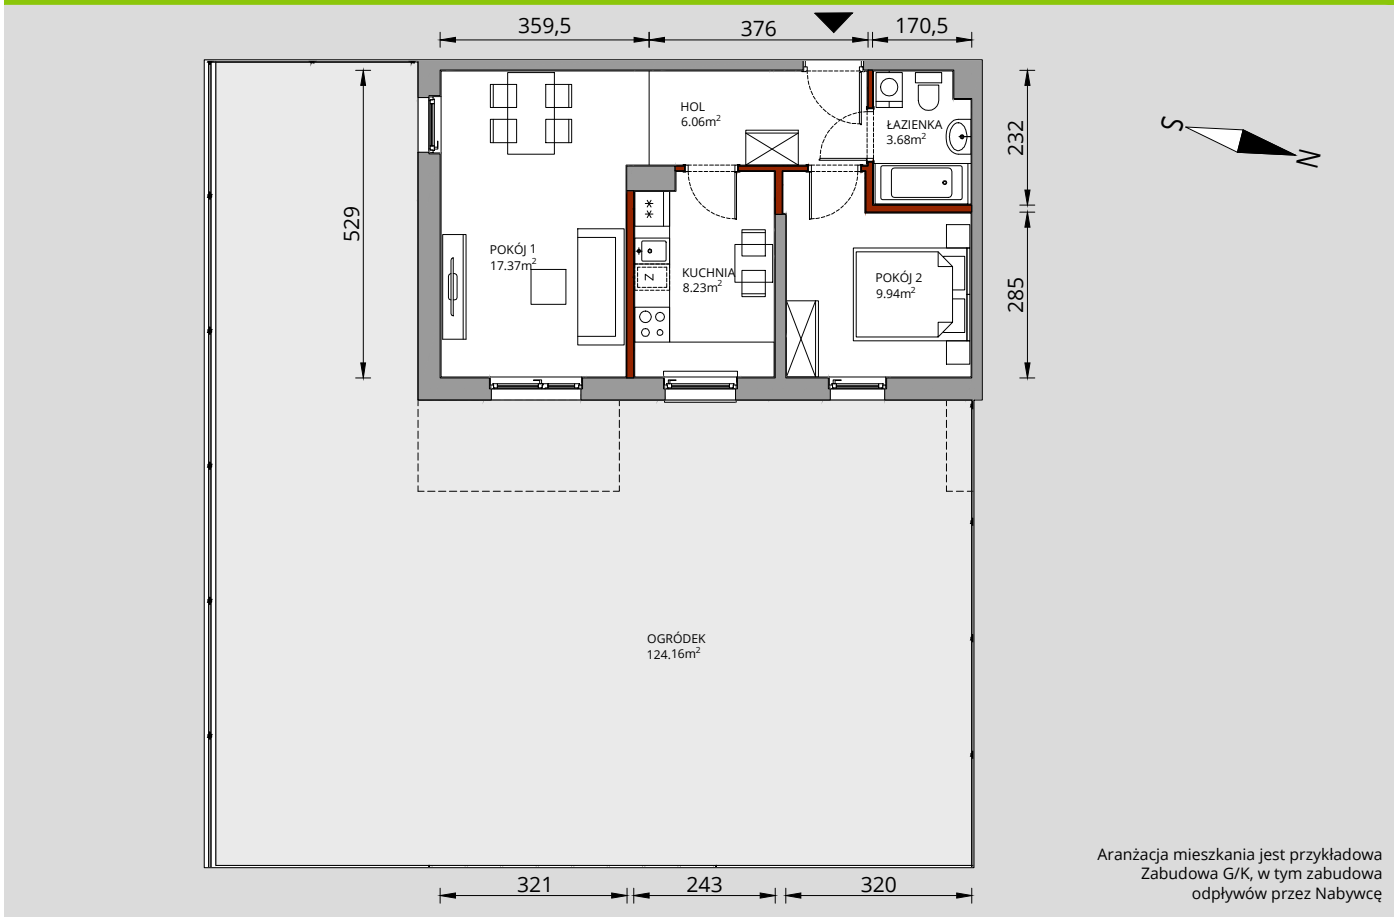 359,5
376
170,5
HOL
6.06m²
ŁAZIENKA
3.68m²
S
N
232
529
POKÓJ 1
17.37m²
**
Z
KUCHNIA
8.23m²
POKÓJ 2
9.94m²
285
OGRÓDEK
124.16m²
Aranżacja mieszkania jest przykładowa
Zabudowa G/K, w tym zabudowa
odpływów przez Nabywcę
321
243
320